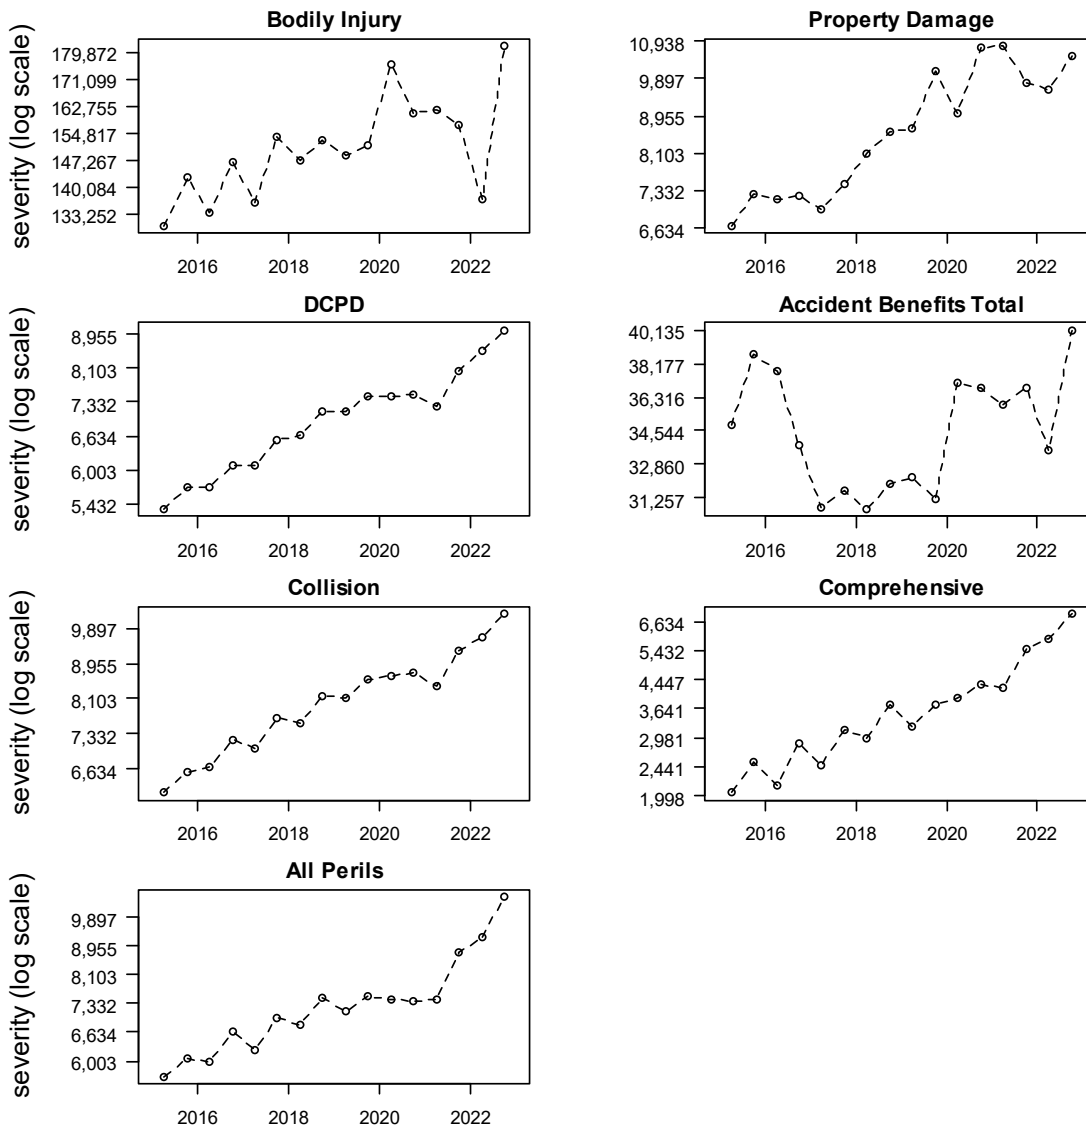 Bodily Injury
severity (log scale)
179,872
171,099
162,755
154,817
147,267
140,084
133,252
2016 2018 2020 2022
Property Damage
10,938
9,897
8,955
8,103
7,332
6,634
2016 2018 2020 2022
DCPD
severity (log scale)
8,955
8,103
7,332
6,634
6,003
5,432
2016 2018 2020 2022
Accident Benefits Total
40,135
38,177
36,316
34,544
32,860
31,257
2016 2018 2020 2022
Collision
severity (log scale)
9,897
8,955
8,103
7,332
6,634
2016 2018 2020 2022
Comprehensive
6,634
5,432
4,447
3,641
2,981
2,441
1,998
2016 2018 2020 2022
All Perils
severity (log scale)
9,897
8,955
8,103
7,332
6,634
6,003
2016 2018 2020 2022